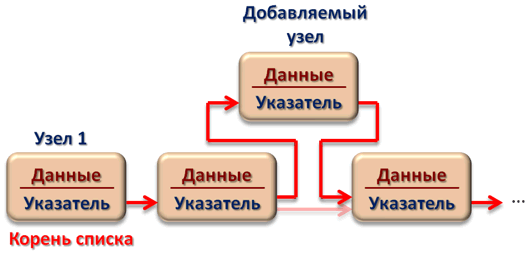 Добавляемый
узел
Данные
Указатель
Узел 1
Данные
Указатель
Данные
Указатель
Данные
Указатель
...
Корень списка